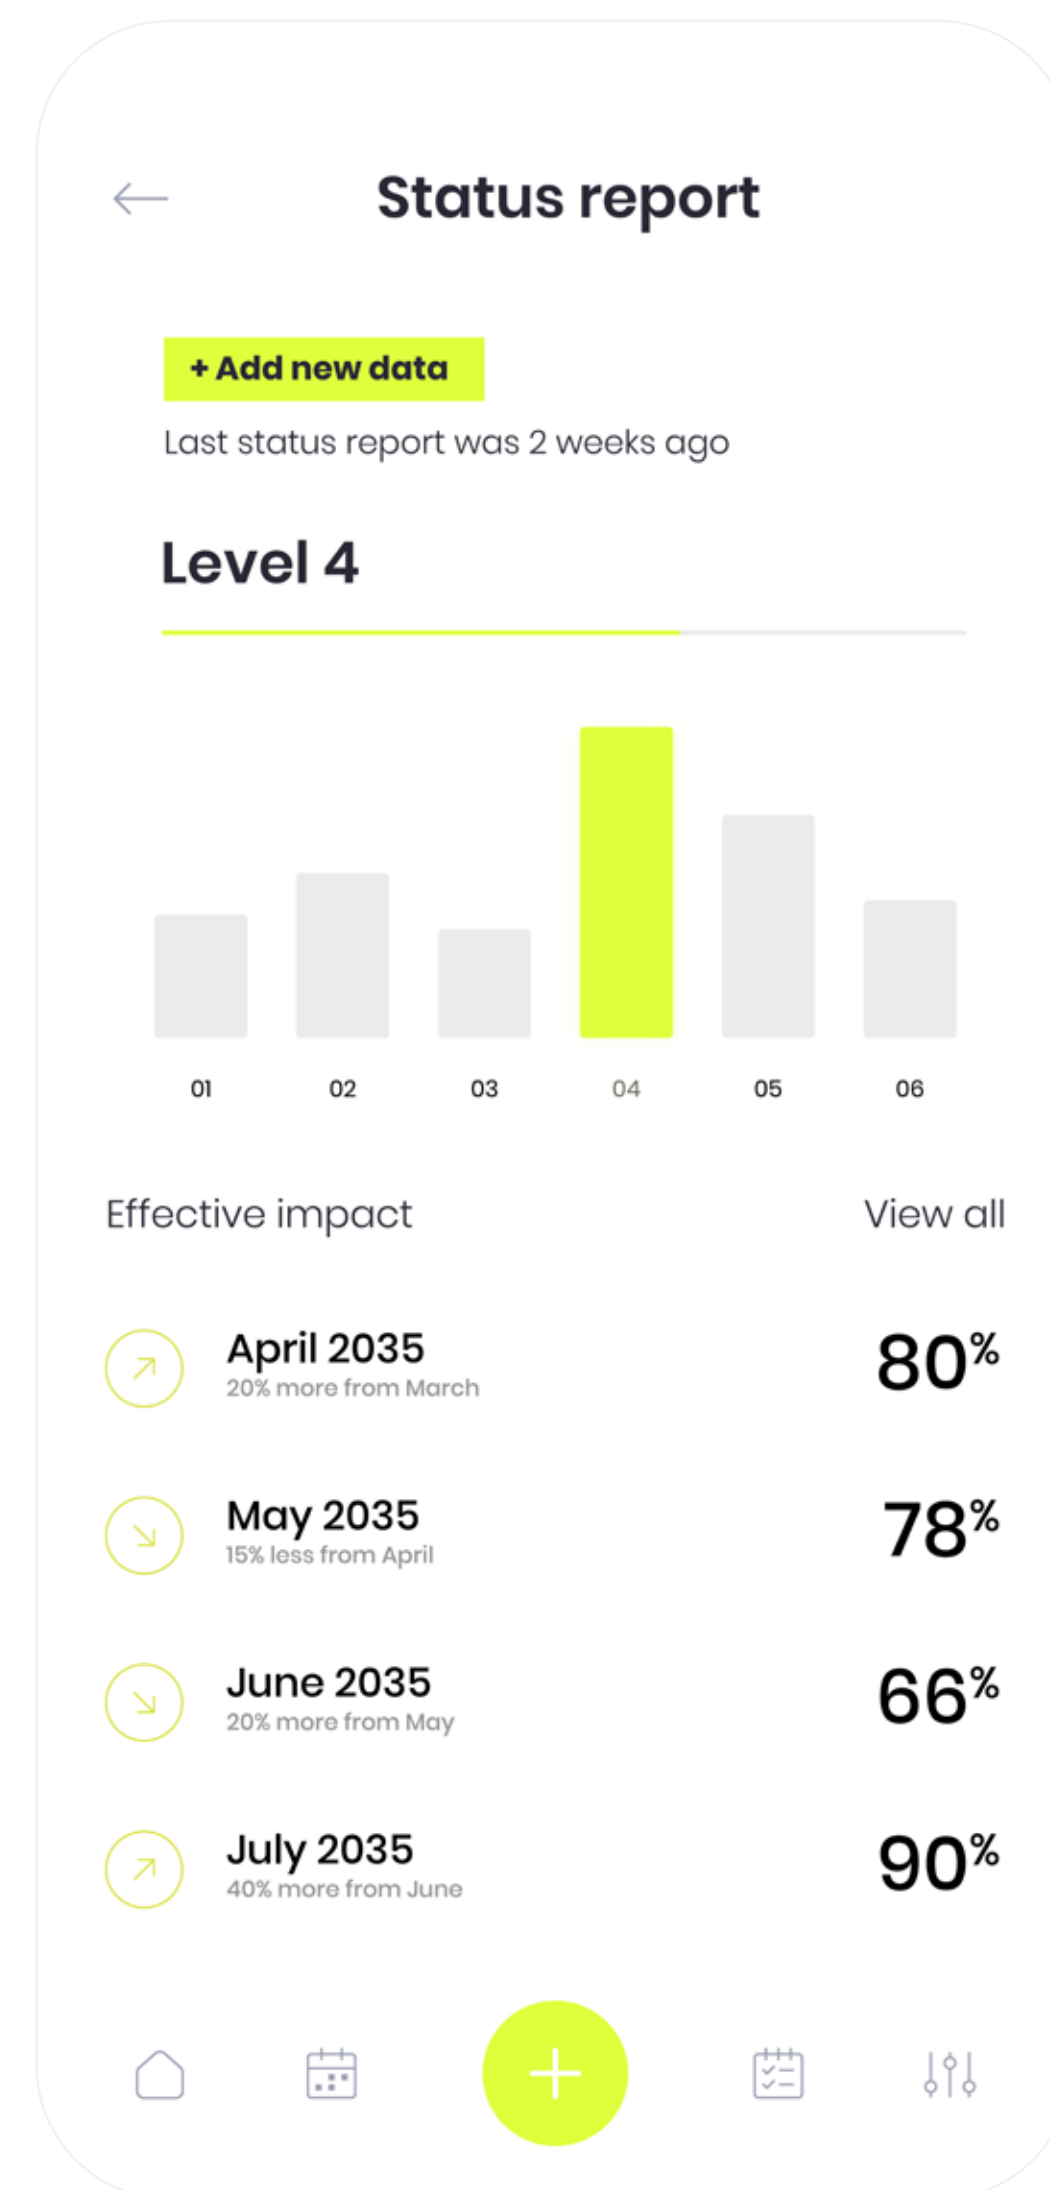 Status report
+ Add new data
Last status report was 2 weeks ago
Level 4
01 02 03 04 05 06
Effective impact View all
April 2035 80%
20% more from March
May 2035 78%
15% less from April
June 2035 66%
20% more from May
July 2035 90%
40% more from June